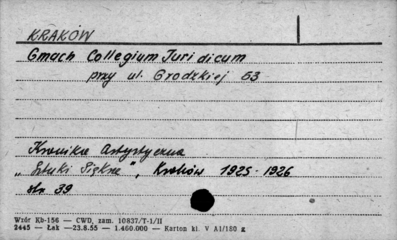 KRAKÓW
Gmach Collegium Juridicum
przy ul. Grodzkiej 53
Kronika Artystyczna
„Sztuki Piękne", Kraków 1925-1926
str 39
Wzór Kb-156 — CWD, zam. 10837/T-1/II
2445 — Łak — 23.8.55 — 1.460.000 — Karton kl. V A1/180 g